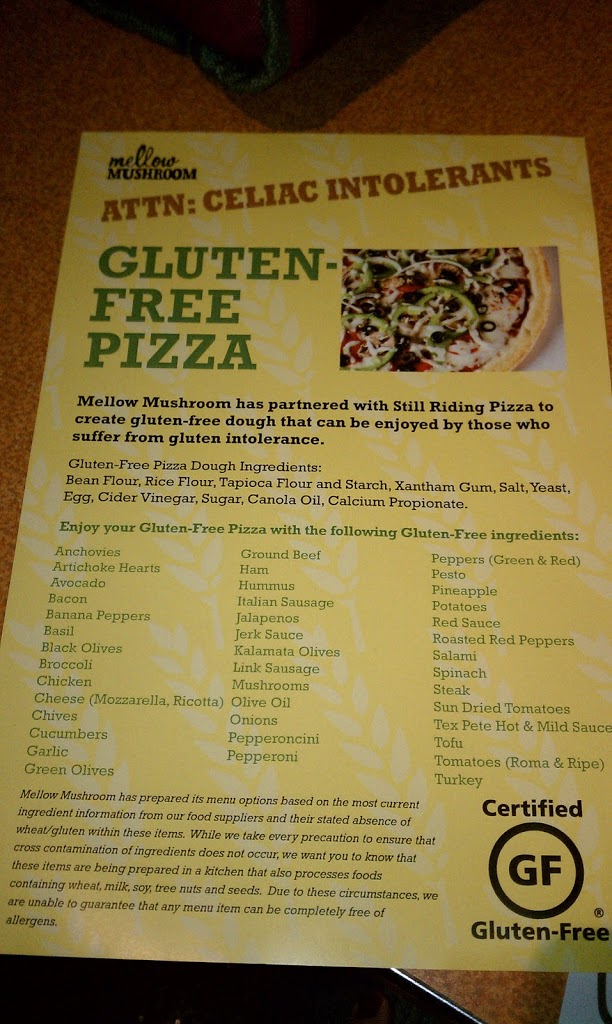 mellow
MUSHROOM
ATTN: CELIAC INTOLERANTS
GLUTEN-
FREE
PIZZA
Mellow Mushroom has partnered with Still Riding Pizza to
create gluten-free dough that can be enjoyed by those who
suffer from gluten intolerance.
Gluten-Free Pizza Dough Ingredients:
Bean Flour, Rice Flour, Tapioca Flour and Starch, Xantham Gum, Salt, Yeast,
Egg, Cider Vinegar, Sugar, Canola Oil, Calcium Propionate.
Enjoy your Gluten-Free Pizza with the following Gluten-Free ingredients:
Anchovies
Artichoke Hearts
Avocado
Bacon
Banana Peppers
Basil
Black Olives
Broccoli
Chicken
Cheese (Mozzarella, Ricotta)
Chives
Cucumbers
Garlic
Green Olives
Ground Beef
Ham
Hummus
Italian Sausage
Jalapenos
Jerk Sauce
Kalamata Olives
Link Sausage
Mushrooms
Olive Oil
Onions
Pepperoncini
Pepperoni
Peppers (Green & Red)
Pesto
Pineapple
Potatoes
Red Sauce
Roasted Red Peppers
Salami
Spinach
Steak
Sun Dried Tomatoes
Tex Pete Hot & Mild Sauce
Tofu
Tomatoes (Roma & Ripe)
Turkey
Mellow Mushroom has prepared its menu options based on the most current
ingredient information from our food suppliers and their stated absence of
wheat/gluten within these items. While we take every precaution to ensure that
cross contamination of ingredients does not occur, we want you to know that
these items are being prepared in a kitchen that also processes foods
containing wheat, milk, soy, tree nuts and seeds. Due to these circumstances, we
are unable to guarantee that any menu item can be completely free of
allergens.
Certified
GF
®
Gluten-Free